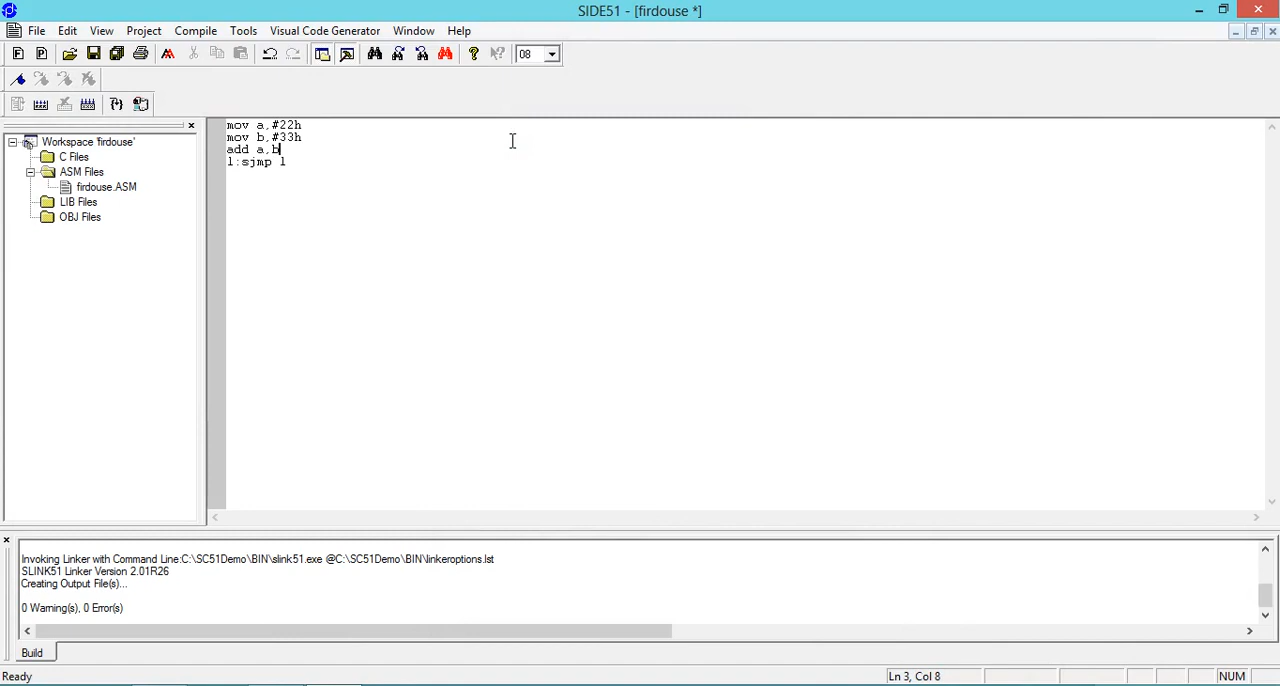 SIDE51 - [firdouse *]
File Edit View Project Compile Tools Visual Code Generator Window Help
08
Workspace 'firdouse'
C Files
ASM Files
firdouse.ASM
LIB Files
OBJ Files
mov a,#22h
mov b,#33h
add a,b
l:sjmp l
Invoking Linker with Command Line:C:\SC51Demo\BIN\slink51.exe @C:\SC51Demo\BIN\linkeroptions.lst
SLINK51 Linker Version 2.01R26
Creating Output File(s)...
0 Warning(s), 0 Error(s)
Build
Ready
Ln 3, Col 8
NUM